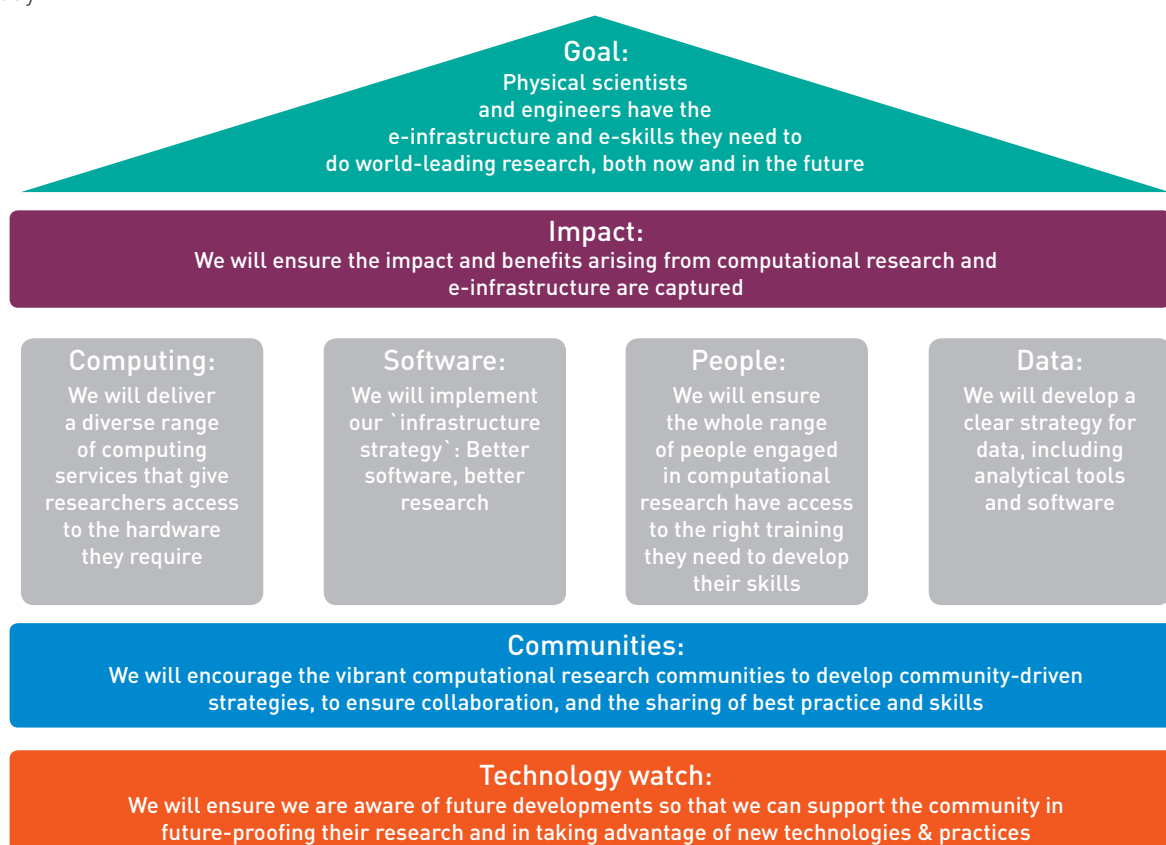 Goal:
Physical scientists
and engineers have the
e-infrastructure and e-skills they need to
do world-leading research, both now and in the future
Impact:
We will ensure the impact and benefits arising from computational research and
e-infrastructure are captured
Computing:
We will deliver
a diverse range
of computing
services that give
researchers access
to the hardware
they require
Software:
We will implement
our `infrastructure
strategy`: Better
software, better
research
People:
We will ensure
the whole range
of people engaged
in computational
research have access
to the right training
they need to develop
their skills
Data:
We will develop a
clear strategy for
data, including
analytical tools
and software
Communities:
We will encourage the vibrant computational research communities to develop community-driven
strategies, to ensure collaboration, and the sharing of best practice and skills
Technology watch:
We will ensure we are aware of future developments so that we can support the community in
future-proofing their research and in taking advantage of new technologies & practices